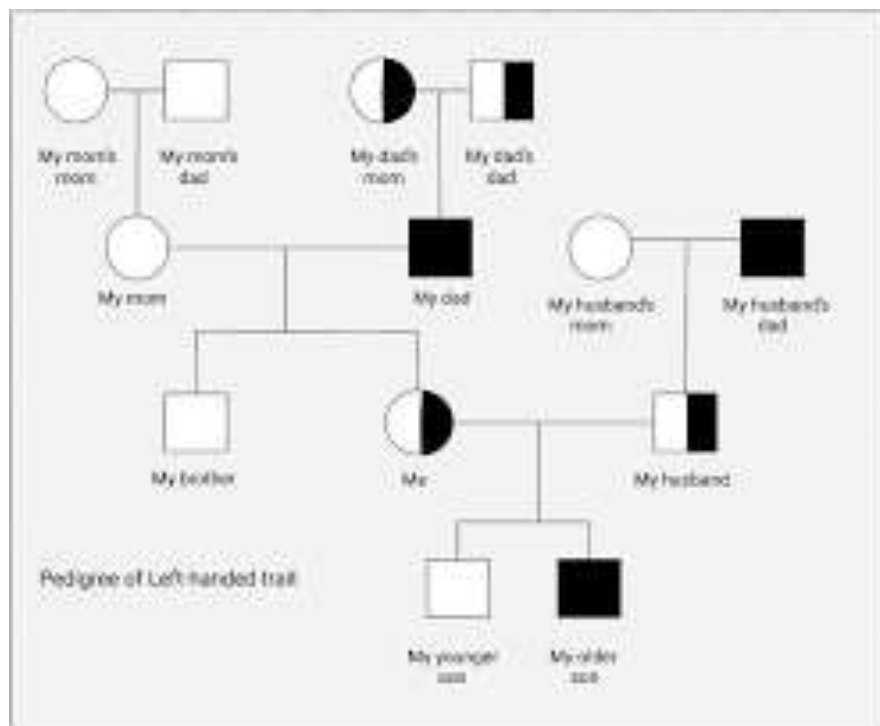 My mom's
mom
My mom's
dad
My dad's
mom
My dad's
dad
My mom
My dad
My husband's
mom
My husband's
dad
My brother
Me
My husband
Pedigree of Left-handed trait
My younger
son
My older
son